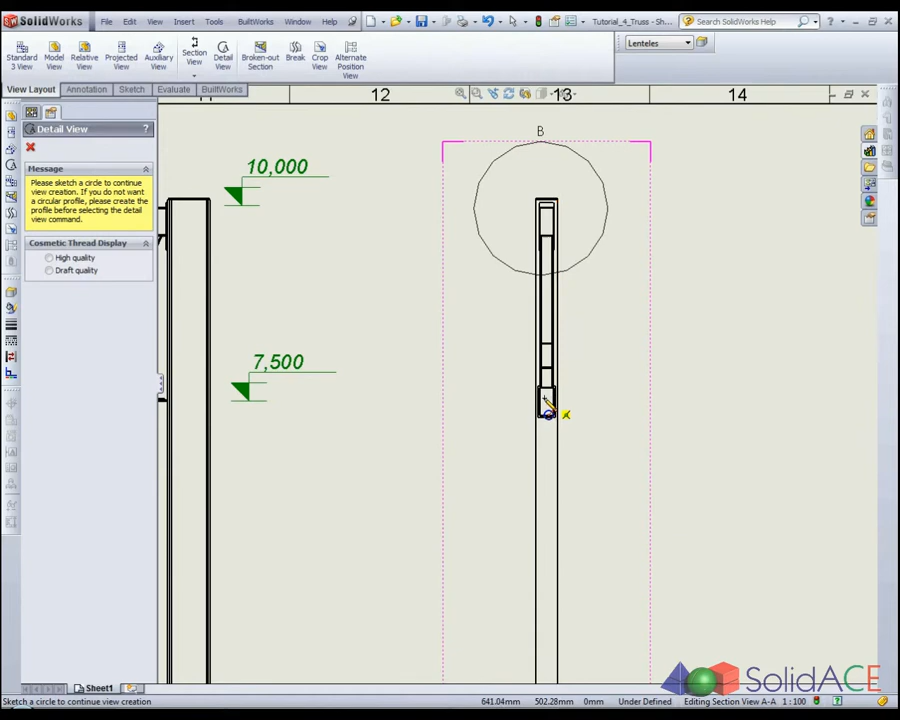 SolidWorks File Edit View Insert Tools BuiltWorks Window Help Tutorial_4_Truss - Sh... Search SolidWorks Help
Standard 3 View
Model View
Relative View
Projected View
Auxiliary View
Section View
Detail View
Broken-out Section
Break
Crop View
Alternate Position View
Lenteles
View Layout Annotation Sketch Evaluate BuiltWorks
12 13 14
Detail View ?
Message
Please sketch a circle to continue
view creation. If you do not want
a circular profile, please create the
profile before selecting the detail
view command.
Cosmetic Thread Display
High quality
Draft quality
B
10,000
7,500
SolidACE
Sheet1
Sketch a circle to continue view creation 641.04mm 502.28mm 0mm Under Defined Editing Section View A-A 1 : 100